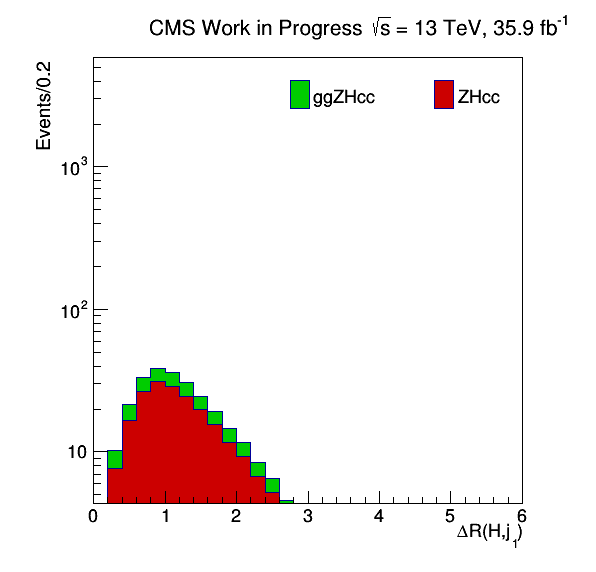 CMS Work in Progress √s = 13 TeV, 35.9 fb⁻¹
Events/0.2
ggZHcc ZHcc
10³
10²
10
0 1 2 3 4 5 6
ΔR(H,j₁)